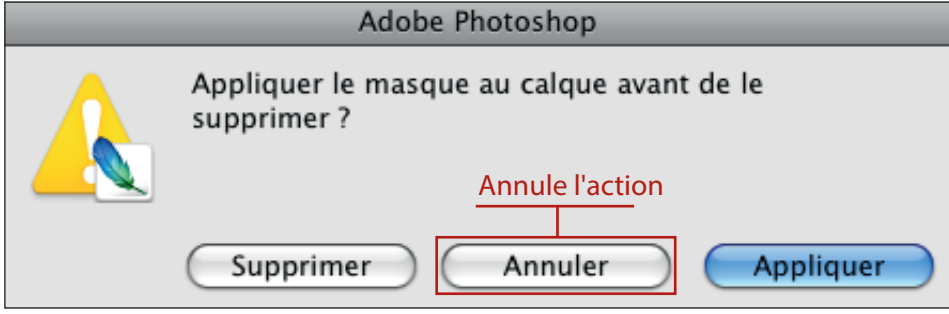 Adobe Photoshop
Appliquer le masque au calque avant de le
supprimer ?
Annule l'action
Supprimer
Annuler
Appliquer